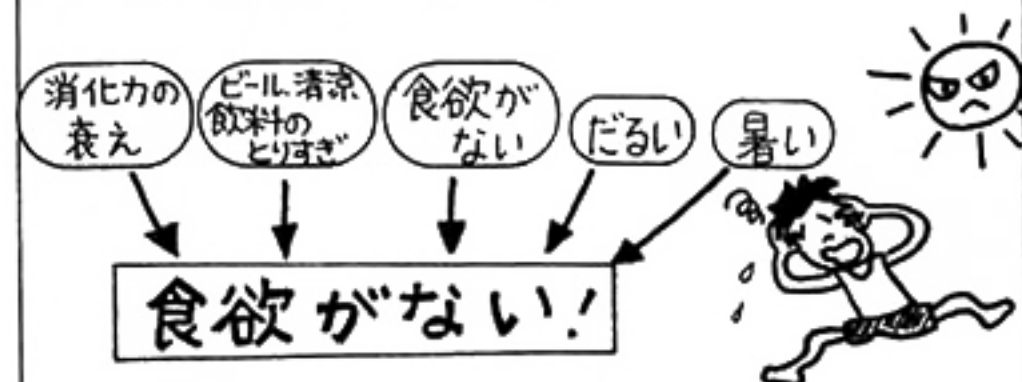 消化力の
衰え
ビール、清涼
飲料の
とりすぎ
食欲が
ない
だるい
暑い
食欲がない!